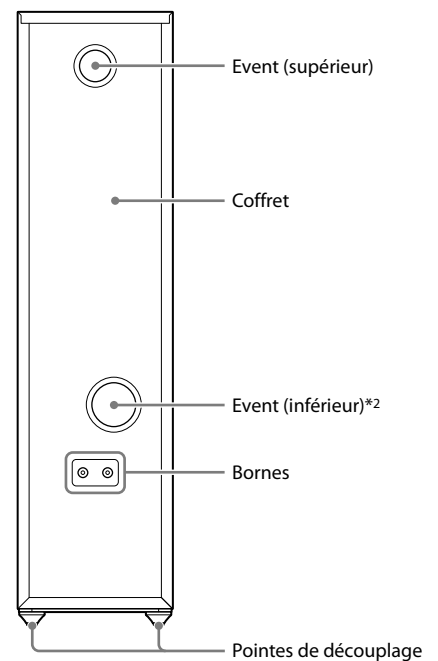 Event (supérieur)
Coffret
Event (inférieur)*2
Bornes
Pointes de découplage